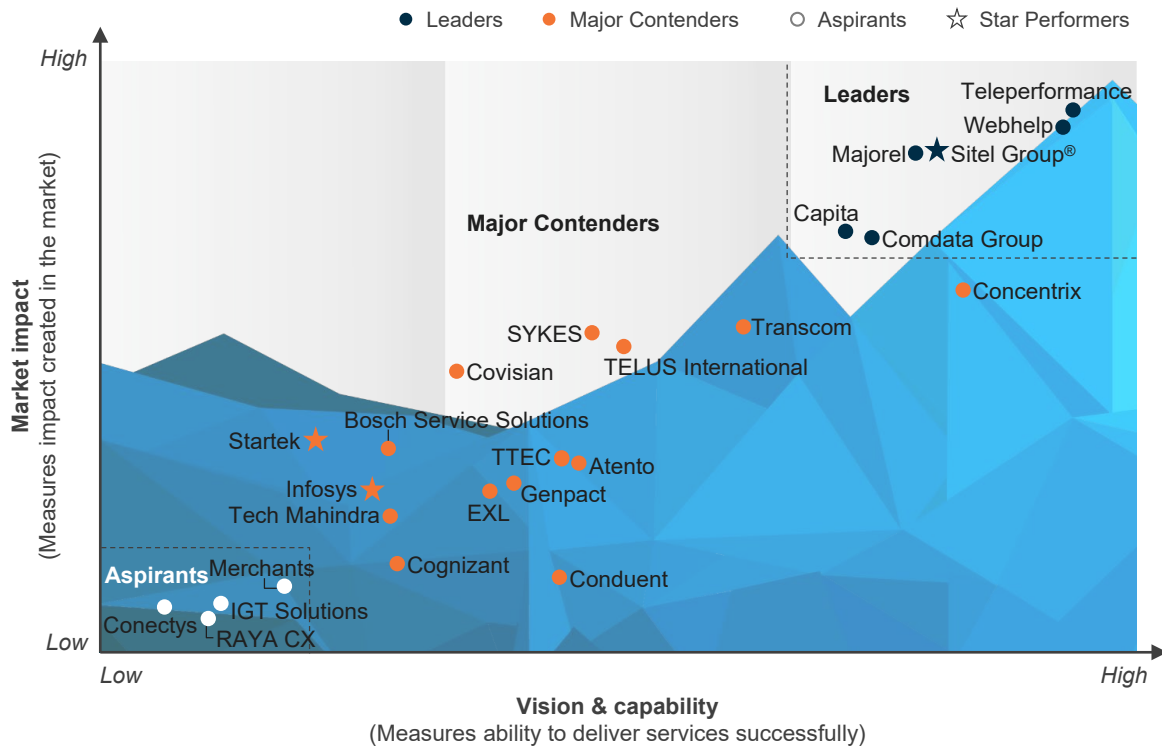 Leaders
Major Contenders
Aspirants
Star Performers
High
Leaders
Teleperformance
Webhelp
Majorel
Sitel Group®
Major Contenders
Capita
Comdata Group
Concentrix
SYKES
Transcom
TELUS International
Covisian
Bosch Service Solutions
Startek
TTEC
Atento
Infosys
Genpact
EXL
Tech Mahindra
Cognizant
Conduent
Aspirants
Merchants
IGT Solutions
Conectys
RAYA CX
Low
Market impact
(Measures impact created in the market)
Low
High
Vision & capability
(Measures ability to deliver services successfully)